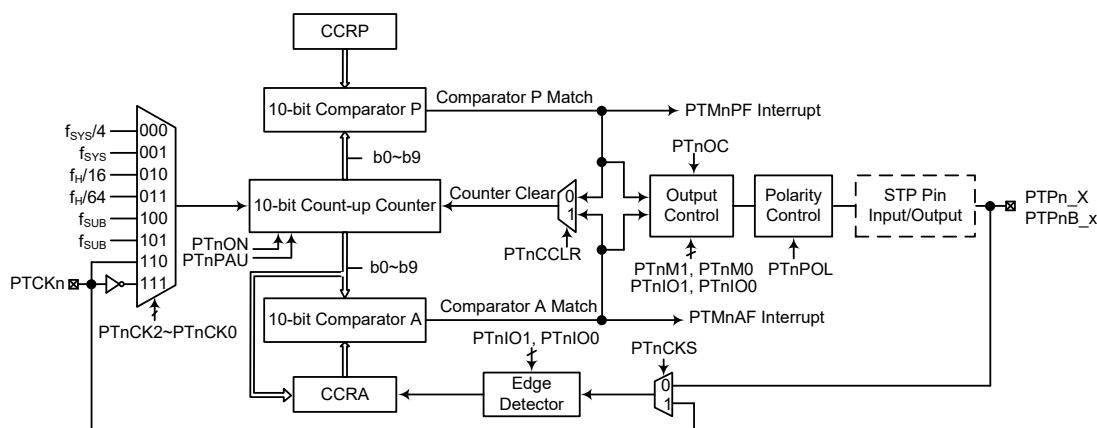 CCRP
10-bit Comparator P
Comparator P Match
PTMnPF Interrupt
fSYS/4
000
fSYS
001
fH/16
010
fH/64
011
fSUB
100
fSUB
101
110
111
PTCKn
PTnCK2~PTnCK0
b0~b9
10-bit Count-up Counter
Counter Clear
0
1
PTnCCLR
PTnON
PTnPAU
b0~b9
PTnOC
Output
Control
PTnM1, PTnM0
PTnIO1, PTnIO0
Polarity
Control
PTnPOL
STP Pin
Input/Output
PTPn_X
PTPnB_x
10-bit Comparator A
Comparator A Match
PTMnAF Interrupt
PTnIO1, PTnIO0
PTnCKS
CCRA
Edge
Detector
0
1